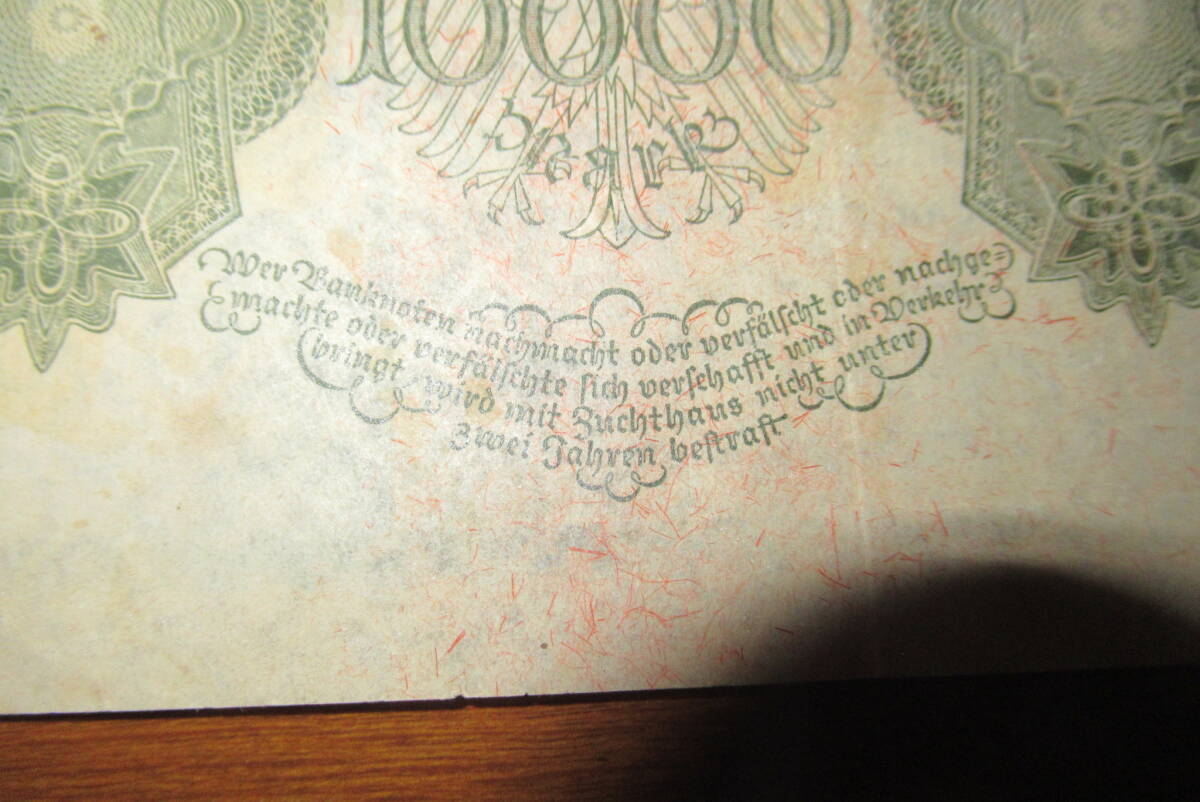 10000
Mark
Wer Banknoten nachmacht oder verfälscht oder nachge=
machte oder verfälschte sich verschafft und in Verkehr
bringt, wird mit Zuchthaus nicht unter
zwei Jahren bestraft